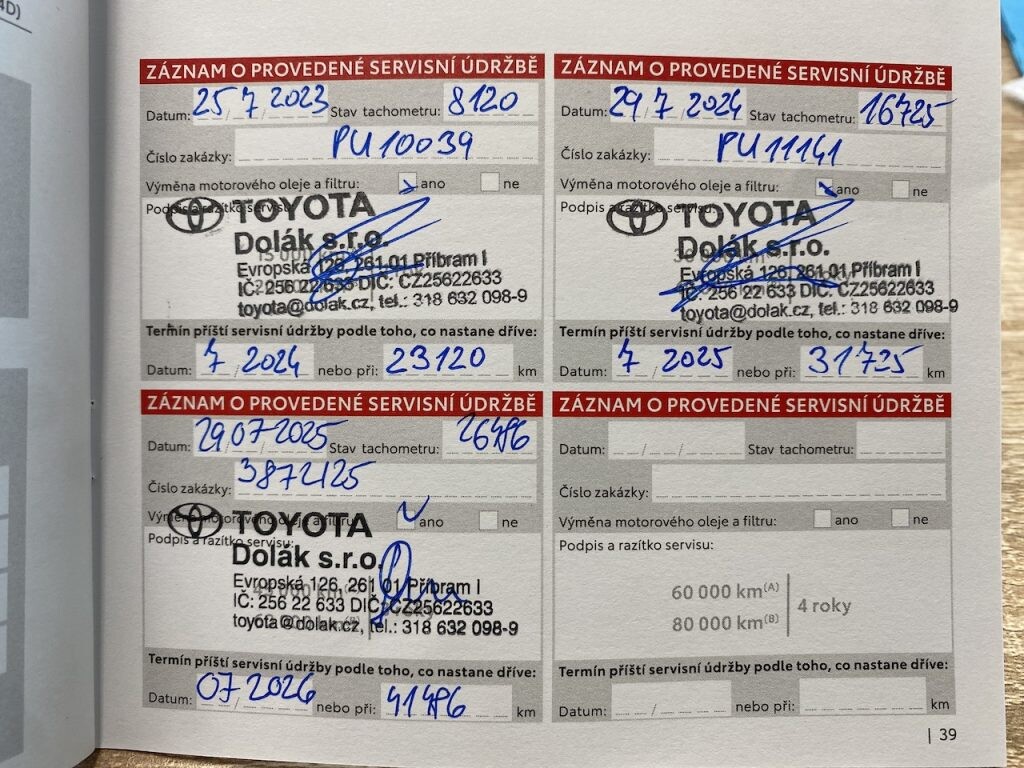 4D)
ZÁZNAM O PROVEDENÉ SERVISNÍ ÚDRŽBĚ
Datum: 25 7 2023 Stav tachometru: 8120
Číslo zakázky: PU10039
Výměna motorového oleje a filtru: ano ne
Podpis a razítko servisu:
TOYOTA
Dolák s.r.o.
Evropská 126, 261 01 Příbram I
IČ: 256 22 633 DIČ: CZ25622633
toyota@dolak.cz, tel.: 318 632 098-9
Termín příští servisní údržby podle toho, co nastane dříve:
Datum: 7 / 2024 nebo při: 23120 km
ZÁZNAM O PROVEDENÉ SERVISNÍ ÚDRŽBĚ
Datum: 29 7 2024 Stav tachometru: 16725
Číslo zakázky: PU11141
Výměna motorového oleje a filtru: ano ne
Podpis a razítko servisu:
TOYOTA
Dolák s.r.o.
Evropská 126, 261 01 Příbram I
IČ: 256 22 633 DIČ: CZ25622633
toyota@dolak.cz, tel.: 318 632 098-9
Termín příští servisní údržby podle toho, co nastane dříve:
Datum: 7 / 2025 nebo při: 31725 km
ZÁZNAM O PROVEDENÉ SERVISNÍ ÚDRŽBĚ
Datum: 29 07 2025 Stav tachometru: 26486
Číslo zakázky: 3872125
Výměna motorového oleje a filtru: ano ne
Podpis a razítko servisu:
TOYOTA
Dolák s.r.o.
Evropská 126, 261 01 Příbram I
IČ: 256 22 633 DIČ: CZ25622633
toyota@dolak.cz, tel.: 318 632 098-9
Termín příští servisní údržby podle toho, co nastane dříve:
Datum: 07 / 2026 nebo při: 41486 km
ZÁZNAM O PROVEDENÉ SERVISNÍ ÚDRŽBĚ
Datum: / / Stav tachometru:
Číslo zakázky:
Výměna motorového oleje a filtru: ano ne
Podpis a razítko servisu:
60 000 km(A)
80 000 km(B)
4 roky
Termín příští servisní údržby podle toho, co nastane dříve:
Datum: / nebo při: km
| 39